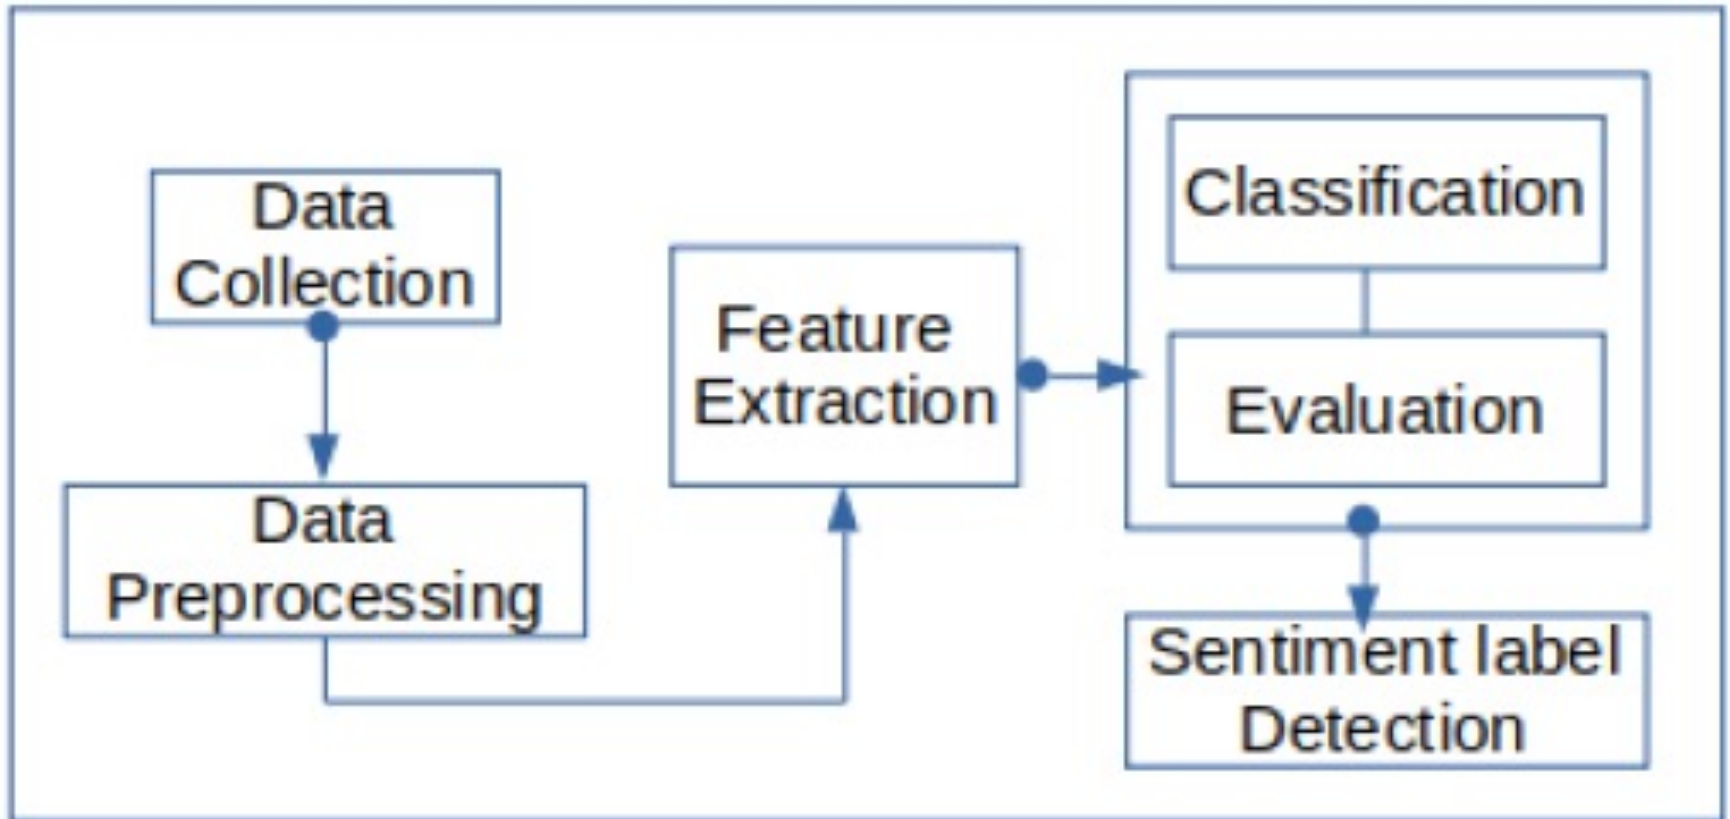 Data
Collection
Data
Preprocessing
Feature
Extraction
Classification
Evaluation
Sentiment label
Detection